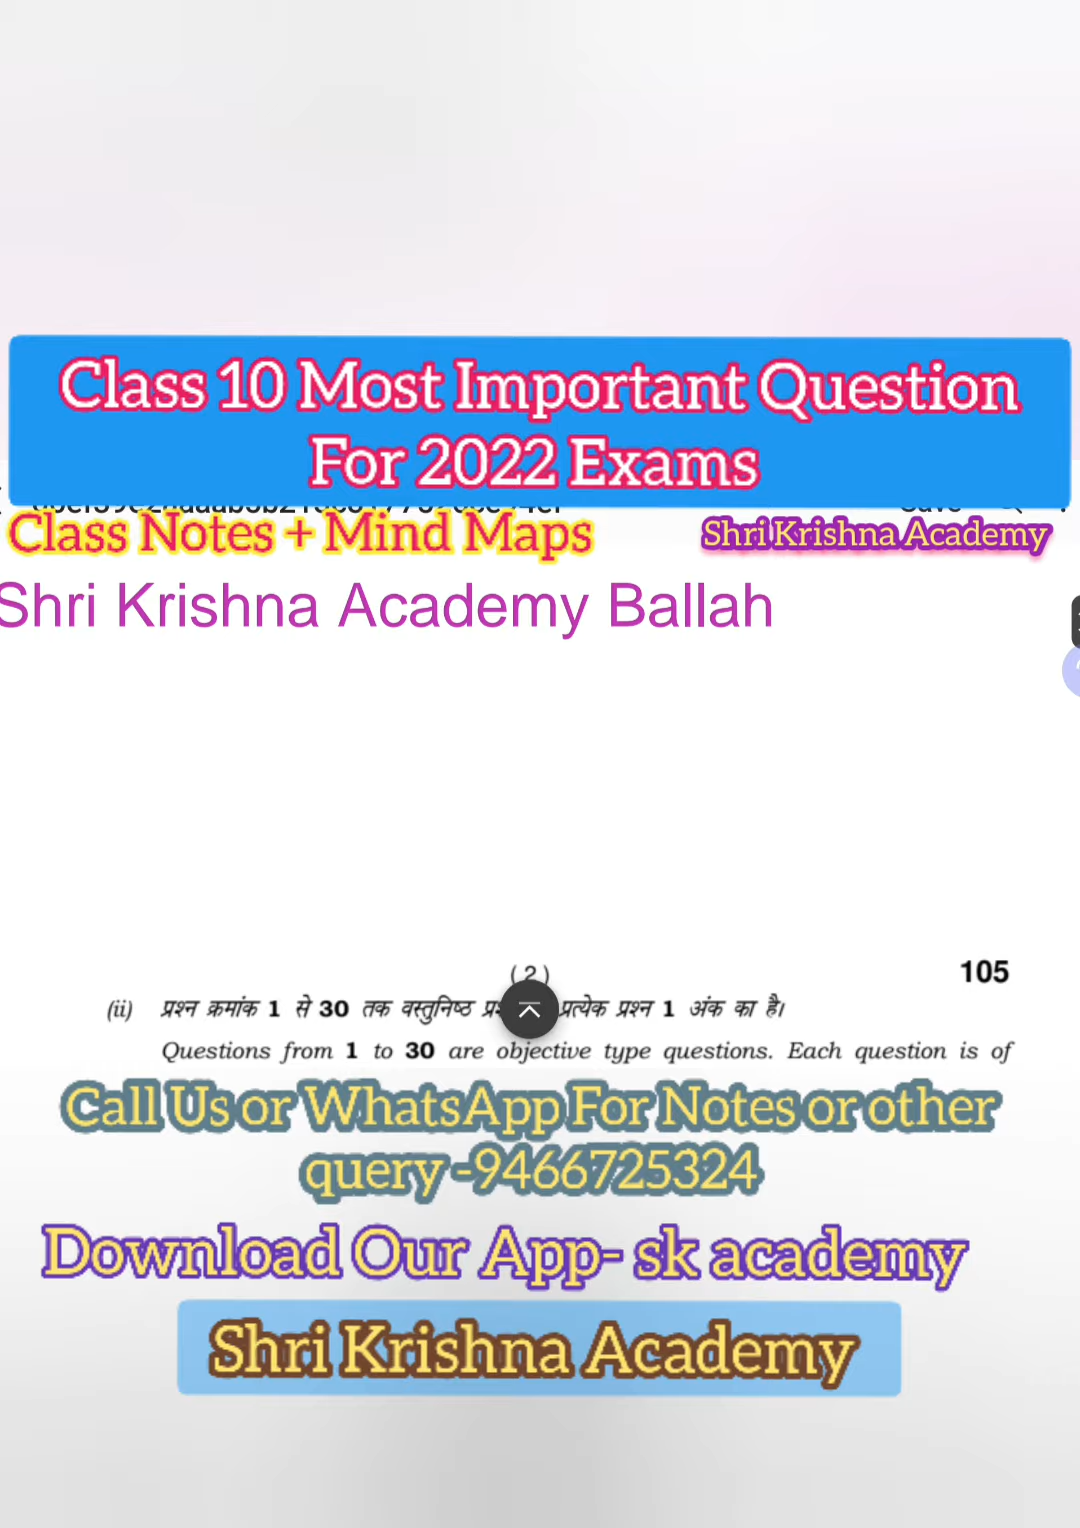 Class 10 Most Important Question
For 2022 Exams
Class Notes + Mind Maps
Shri Krishna Academy
Shri Krishna Academy Ballah
( 2 )
105
(ii) प्रश्न क्रमांक 1 से 30 तक वस्तुनिष्ठ प्रत्येक प्रश्न 1 अंक का है।
Questions from 1 to 30 are objective type questions. Each question is of
Call Us or WhatsApp For Notes or other
query -9466725324
Download Our App- sk academy
Shri Krishna Academy